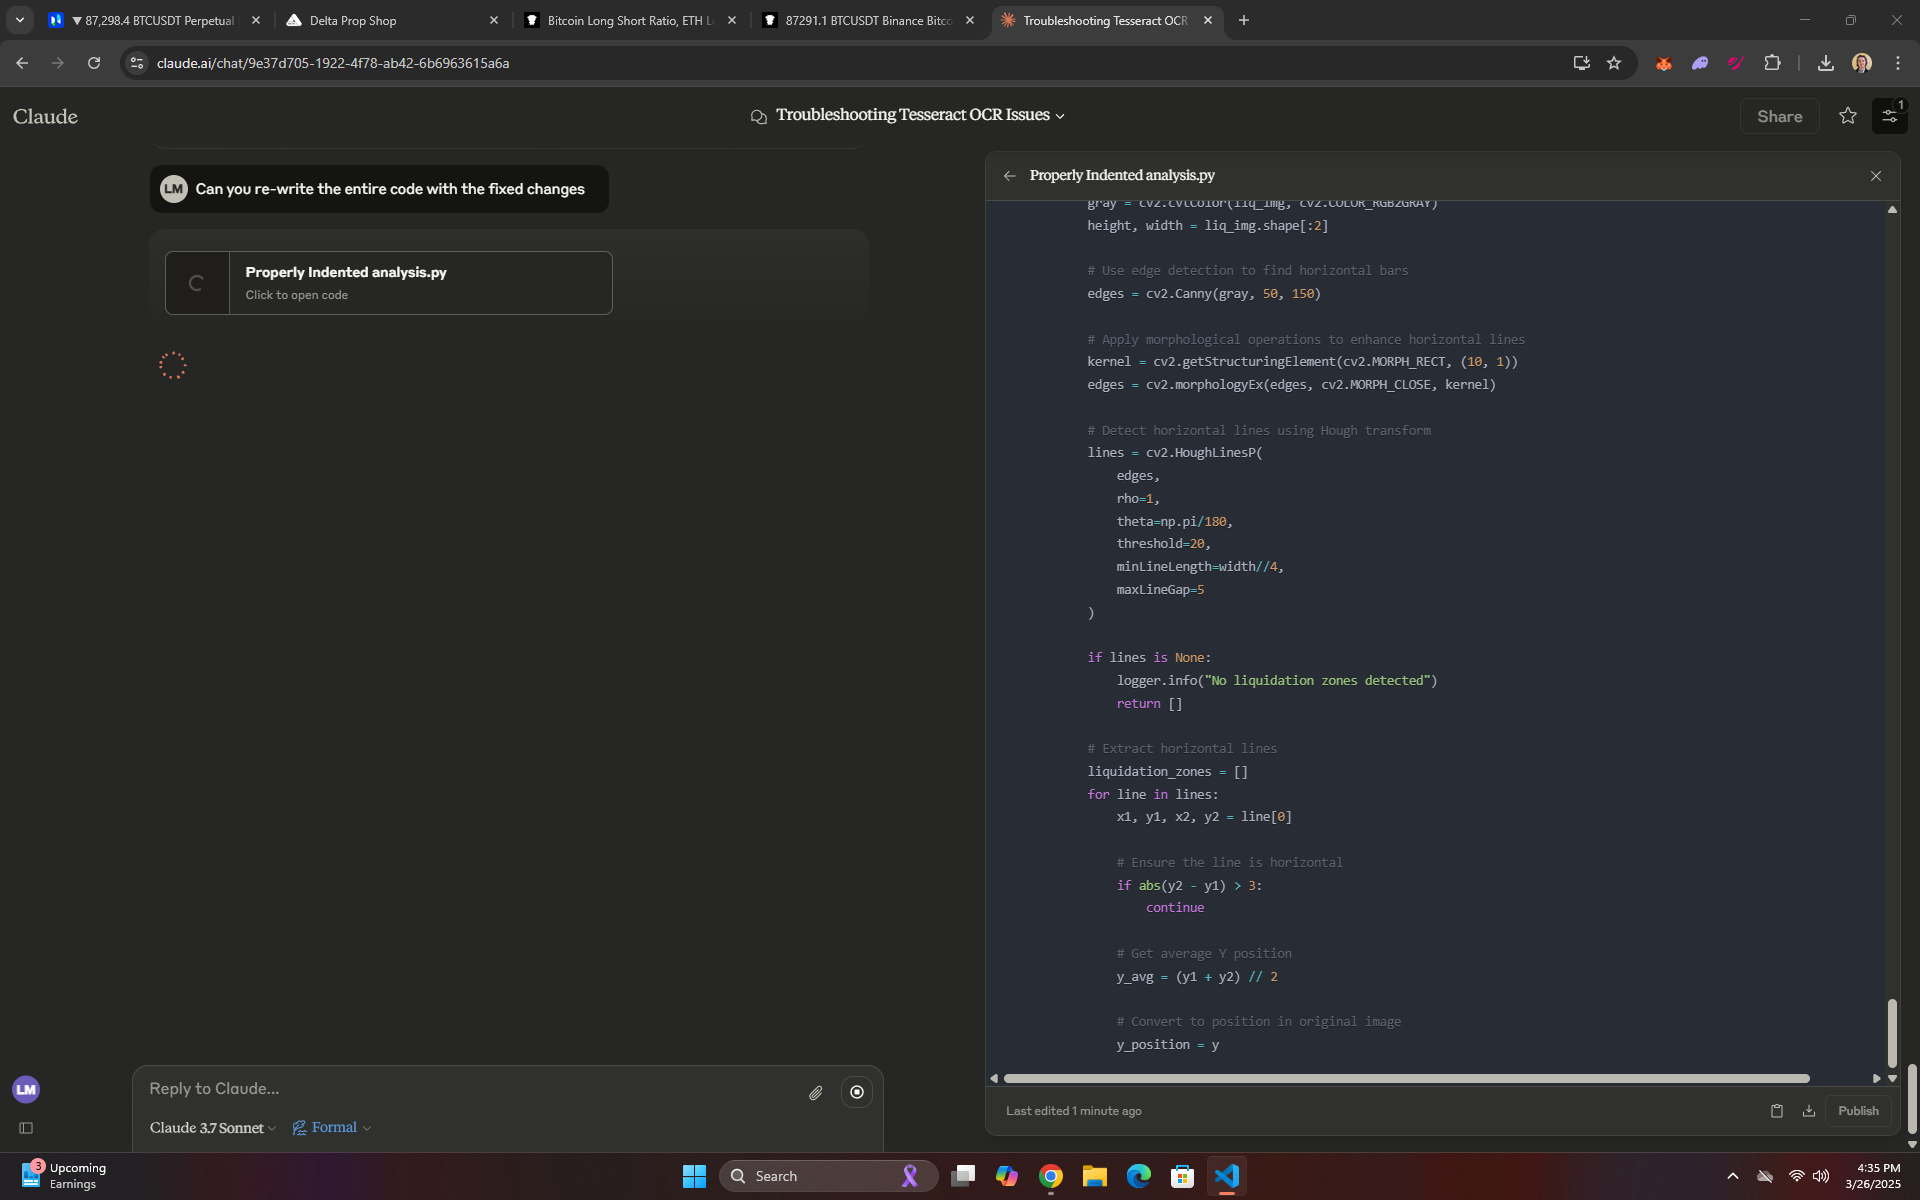 ▼ 87,298.4 BTCUSDT Perpetual
Delta Prop Shop
Bitcoin Long Short Ratio, ETH L
87291.1 BTCUSDT Binance Bitco
Troubleshooting Tesseract OCR
claude.ai/chat/9e37d705-1922-4f78-ab42-6b6963615a6a
Claude
Troubleshooting Tesseract OCR Issues
Share
1
LM
Can you re-write the entire code with the fixed changes
Properly Indented analysis.py
Click to open code
Properly Indented analysis.py
gray = cv2.cvtColor(liq_img, cv2.COLOR_RGB2GRAY)
height, width = liq_img.shape[:2]
# Use edge detection to find horizontal bars
edges = cv2.Canny(gray, 50, 150)
# Apply morphological operations to enhance horizontal lines
kernel = cv2.getStructuringElement(cv2.MORPH_RECT, (10, 1))
edges = cv2.morphologyEx(edges, cv2.MORPH_CLOSE, kernel)
# Detect horizontal lines using Hough transform
lines = cv2.HoughLinesP(
edges,
rho=1,
theta=np.pi/180,
threshold=20,
minLineLength=width//4,
maxLineGap=5
)
if lines is None:
logger.info("No liquidation zones detected")
return []
# Extract horizontal lines
liquidation_zones = []
for line in lines:
x1, y1, x2, y2 = line[0]
# Ensure the line is horizontal
if abs(y2 - y1) > 3:
continue
# Get average Y position
y_avg = (y1 + y2) // 2
# Convert to position in original image
y_position = y
Last edited 1 minute ago
Publish
LM
Reply to Claude...
Claude 3.7 Sonnet
Formal
3
Upcoming
Earnings
Search
4:35 PM
3/26/2025